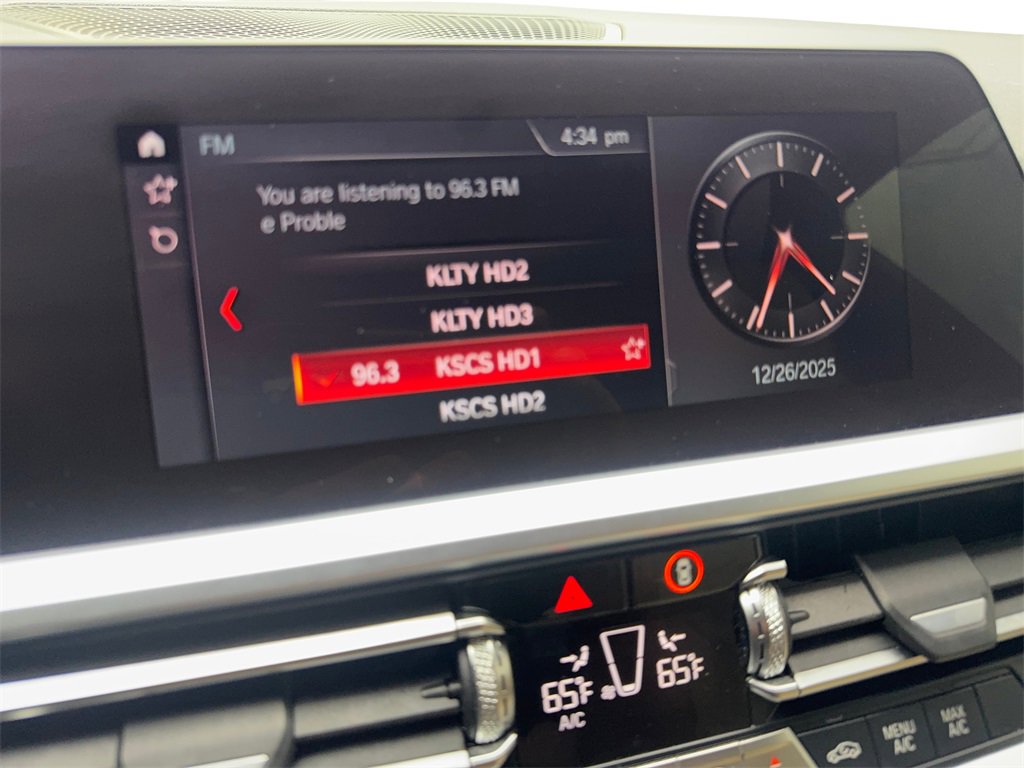 FM
4:34 pm
You are listening to 96.3 FM
e Proble
KLTY HD2
KLTY HD3
96.3 KSCS HD1
KSCS HD2
12/26/2025
65°F 65°F
A/C
MENU
A/C
MAX
A/C